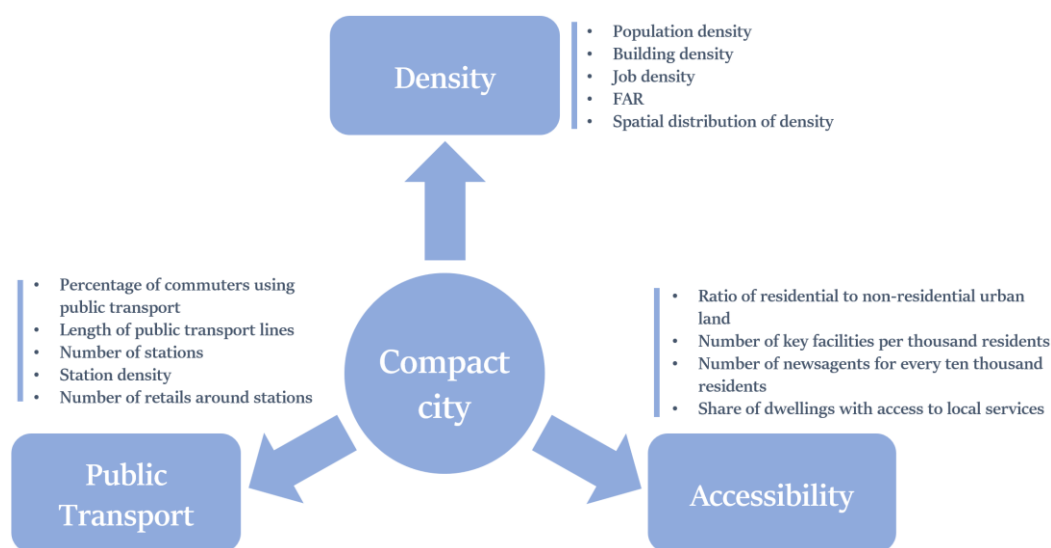 Density
• Population density
• Building density
• Job density
• FAR
• Spatial distribution of density
• Percentage of commuters using
public transport
• Length of public transport lines
• Number of stations
• Station density
• Number of retails around stations
Compact
city
• Ratio of residential to non-residential urban
land
• Number of key facilities per thousand residents
• Number of newsagents for every ten thousand
residents
• Share of dwellings with access to local services
Public
Transport
Accessibility